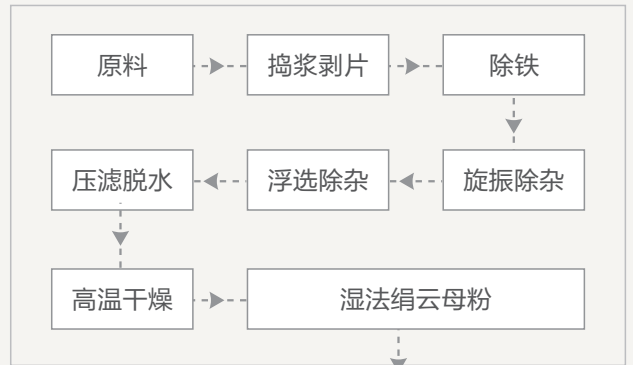 原料
捣浆剥片
除铁
旋振除杂
浮选除杂
压滤脱水
高温干燥
湿法绢云母粉